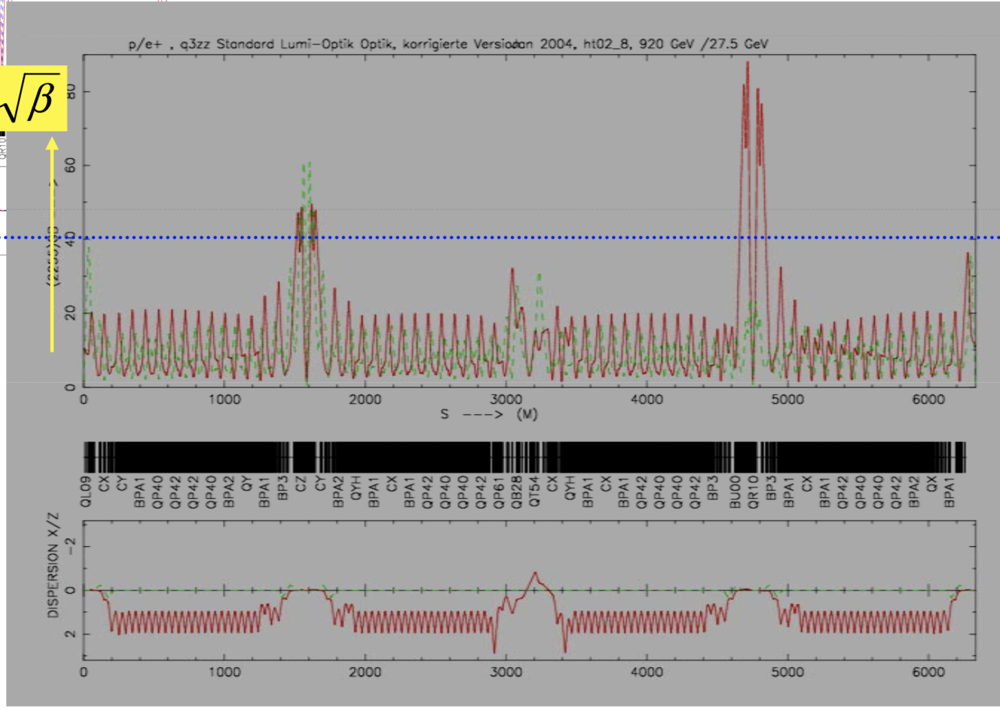 p/e+ , q3zz Standard Lumi-Optik Optik, korrigierte
2004, ht02_8, 920 GeV /27.5 GeV
√β
QR10
80
60
40
20
0
0 1000 2000 3000 4000 5000 6000
S ---> (M)
QL09 CX CY BPA1 QP40 QP42 QP42 QP40 BPA2 QY BPA1 BP3 CZ CY BPA2 QYH BPA1 CX BPA1 QP42 QP40 QP40 QP42 QP61 QB28 QT54 CX QYH BPA1 CX BPA1 QP42 QP40 QP40 QP42 BP3 BU00 QR10 BP3 BPA1 CX BPA1 QP42 QP40 QP40 QP42 BPA2 QX BPA1
DISPERSION X/Z
-2
0
2
0 1000 2000 3000 4000 5000 6000